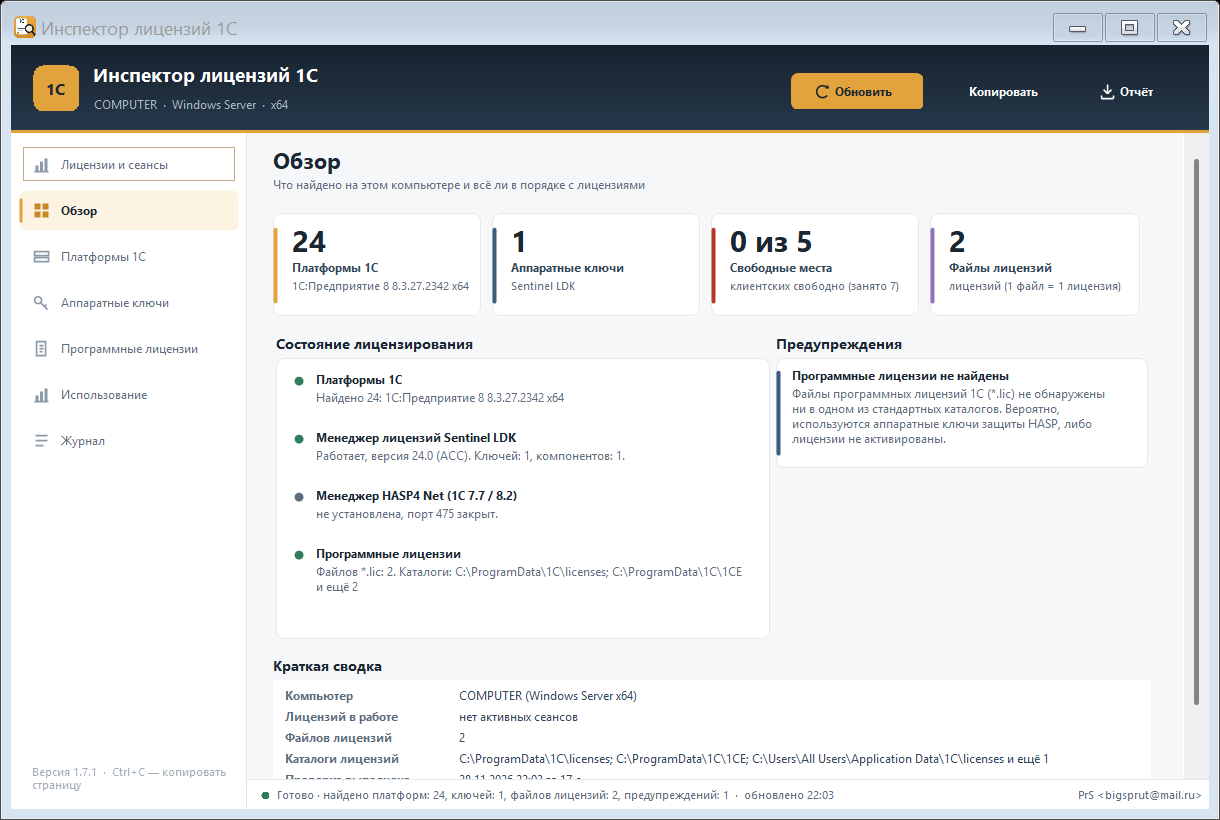 Инспектор лицензий 1С
1С
Инспектор лицензий 1С
COMPUTER · Windows Server · x64
Обновить
Копировать
Отчёт
Лицензии и сеансы
Обзор
Платформы 1С
Аппаратные ключи
Программные лицензии
Использование
Журнал
Версия 1.7.1 · Ctrl+C — копировать
страницу
Обзор
Что найдено на этом компьютере и всё ли в порядке с лицензиями
24
Платформы 1С
1С:Предприятие 8 8.3.27.2342 x64
1
Аппаратные ключи
Sentinel LDK
0 из 5
Свободные места
клиентских свободно (занято 7)
2
Файлы лицензий
лицензий (1 файл = 1 лицензия)
Состояние лицензирования
Платформы 1С
Найдено 24: 1С:Предприятие 8 8.3.27.2342 x64
Менеджер лицензий Sentinel LDK
Работает, версия 24.0 (ACC). Ключей: 1, компонентов: 1.
Менеджер HASP4 Net (1С 7.7 / 8.2)
не установлена, порт 475 закрыт.
Программные лицензии
Файлов *.lic: 2. Каталоги: C:\ProgramData\1C\licenses; C:\ProgramData\1C\1CE
и ещё 2
Предупреждения
Программные лицензии не найдены
Файлы программных лицензий 1С (*.lic) не обнаружены
ни в одном из стандартных каталогов. Вероятно,
используются аппаратные ключи защиты HASP, либо
лицензии не активированы.
Краткая сводка
Компьютер COMPUTER (Windows Server x64)
Лицензий в работе нет активных сеансов
Файлов лицензий 2
Каталоги лицензий C:\ProgramData\1C\licenses; C:\ProgramData\1C\1CE; C:\Users\All Users\Application Data\1C\licenses и ещё 1
Готово · найдено платформ: 24, ключей: 1, файлов лицензий: 2, предупреждений: 1 · обновлено 22:03
PrS <bigsprut@mail.ru>